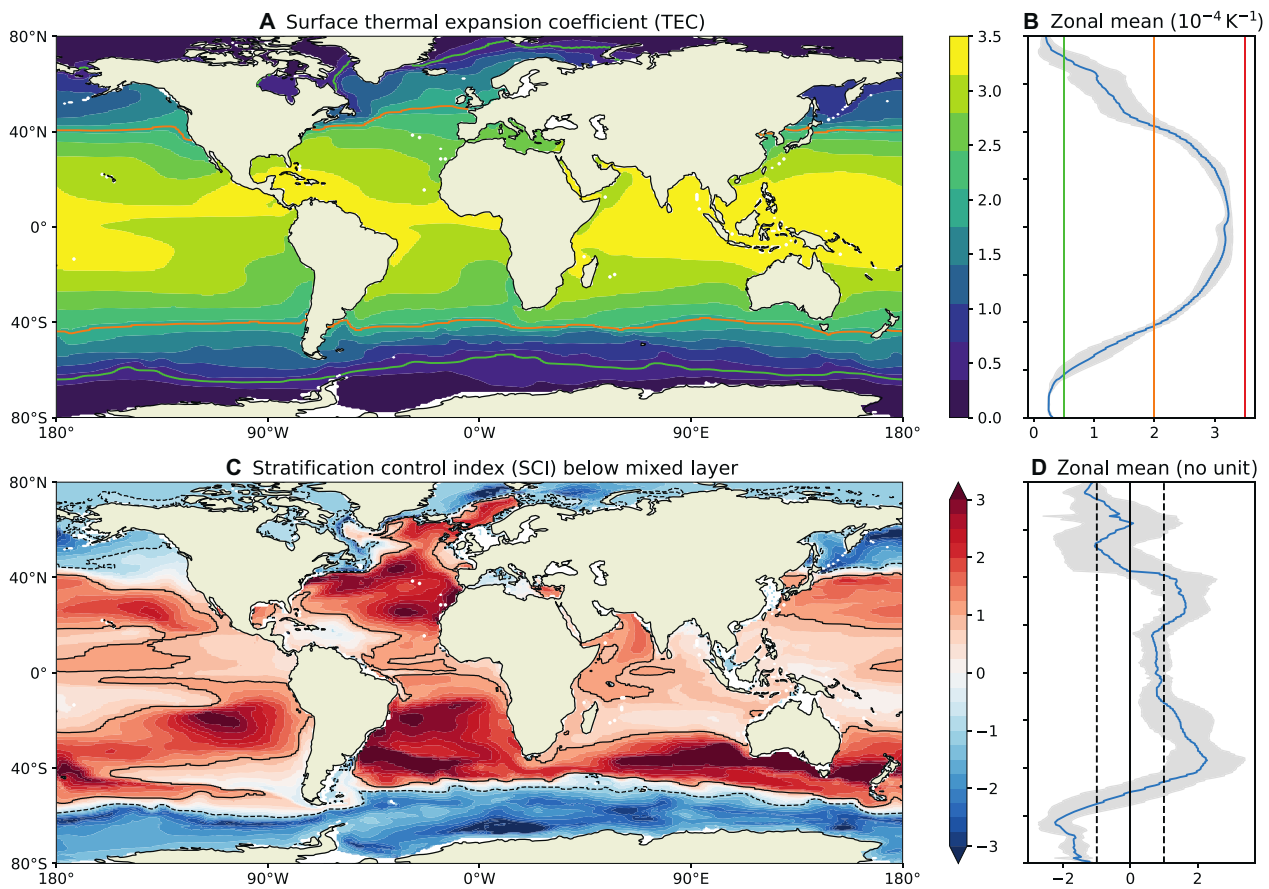 A Surface thermal expansion coefficient (TEC)
B Zonal mean (10⁻⁴ K⁻¹)
80°N
40°N
0°
40°S
80°S
180°
90°W
0°W
90°E
180°
3.5
3.0
2.5
2.0
1.5
1.0
0.5
0.0
0
1
2
3
C Stratification control index (SCI) below mixed layer
D Zonal mean (no unit)
80°N
40°N
0°
40°S
80°S
180°
90°W
0°W
90°E
180°
3
2
1
0
−1
−2
−3
−2
0
2